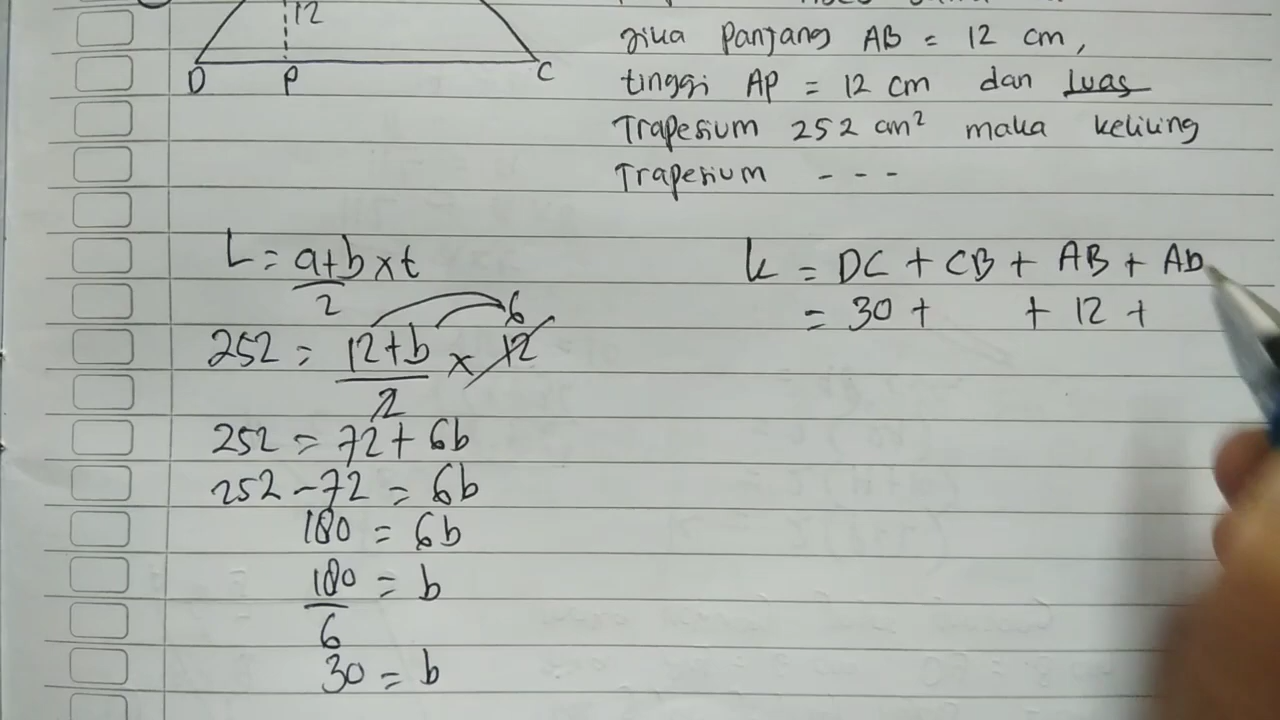 12
D P C
jika Panjang AB = 12 cm,
tinggi AP = 12 cm dan Luas
Trapesium 252 cm² maka keliling
Trapesium - - -
L = a+b/2 x t
252 = 12+b/2 x 12 6
252 = 72 + 6b
252 - 72 = 6b
180 = 6b
180/6 = b
30 = b
K = DC + CB + AB + AD
= 30 + + 12 +